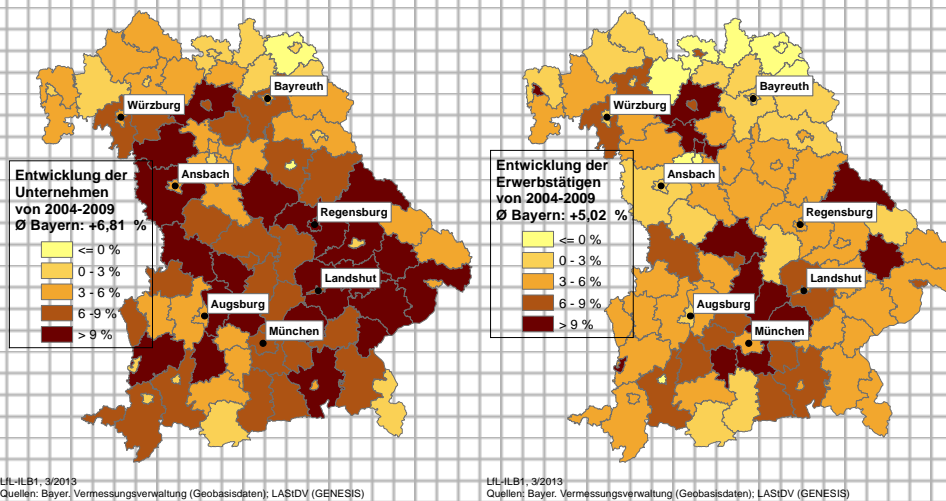 Bayreuth
Würzburg
Entwicklung der
Unternehmen
von 2004-2009
Ø Bayern: +6,81 %
<= 0 %
0 - 3 %
3 - 6 %
6 -9 %
> 9 %
Ansbach
Regensburg
Landshut
Augsburg
München
LfL-ILB1, 3/2013
Quellen: Bayer. Vermessungsverwaltung (Geobasisdaten); LAStDV (GENESIS)
Bayreuth
Würzburg
Entwicklung der
Erwerbstätigen
von 2004-2009
Ø Bayern: +5,02 %
<= 0 %
0 - 3 %
3 - 6 %
6 - 9 %
> 9 %
Ansbach
Regensburg
Landshut
Augsburg
München
LfL-ILB1, 3/2013
Quellen: Bayer. Vermessungsverwaltung (Geobasisdaten); LAStDV (GENESIS)